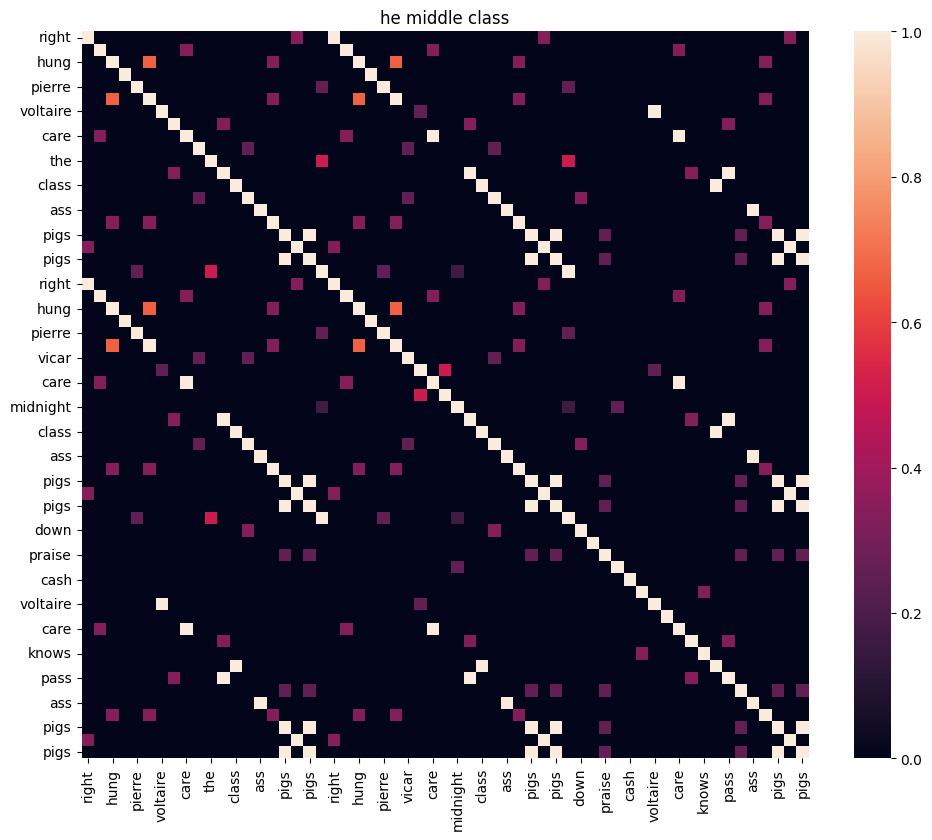 he middle class
right
hung
pierre
voltaire
care
the
class
ass
pigs
pigs
right
hung
pierre
vicar
care
midnight
class
ass
pigs
pigs
down
praise
cash
voltaire
care
knows
pass
ass
pigs
pigs
right
hung
pierre
voltaire
care
the
class
ass
pigs
pigs
right
hung
pierre
vicar
care
midnight
class
ass
pigs
pigs
down
praise
cash
voltaire
care
knows
pass
ass
pigs
pigs
1.0
0.8
0.6
0.4
0.2
0.0